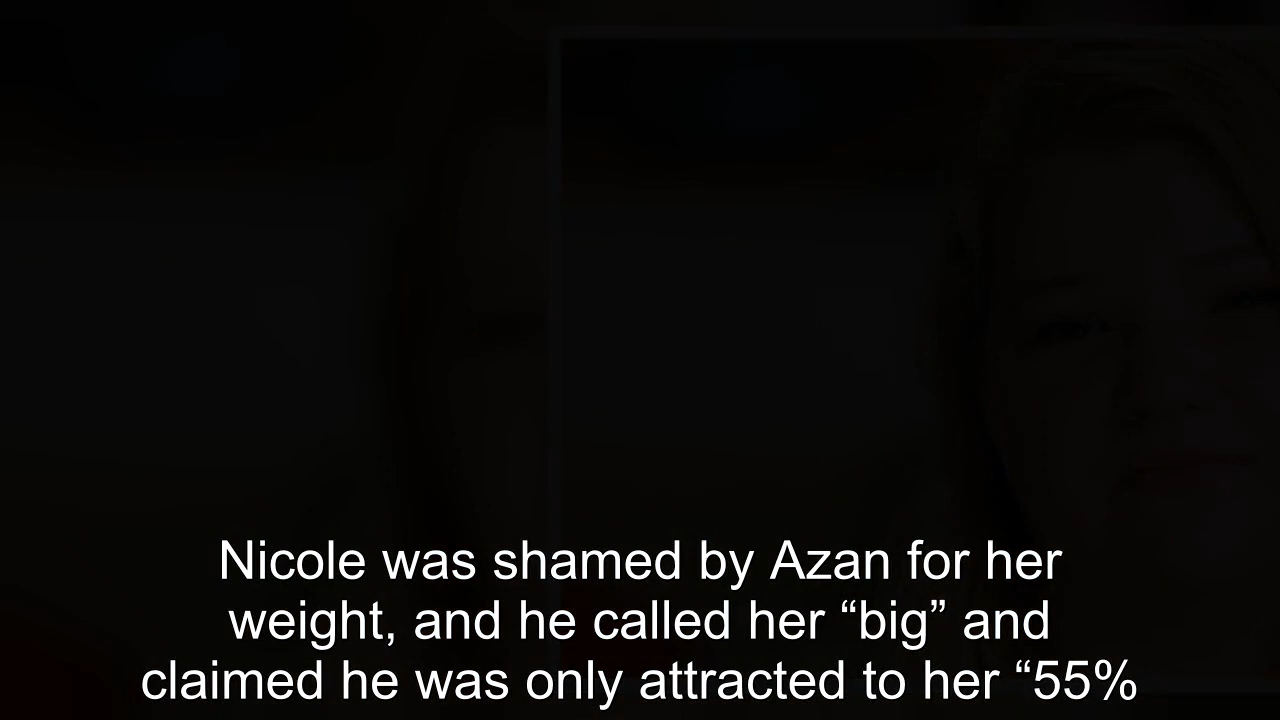 Nicole was shamed by Azan for her
weight, and he called her “big” and
claimed he was only attracted to her “55%